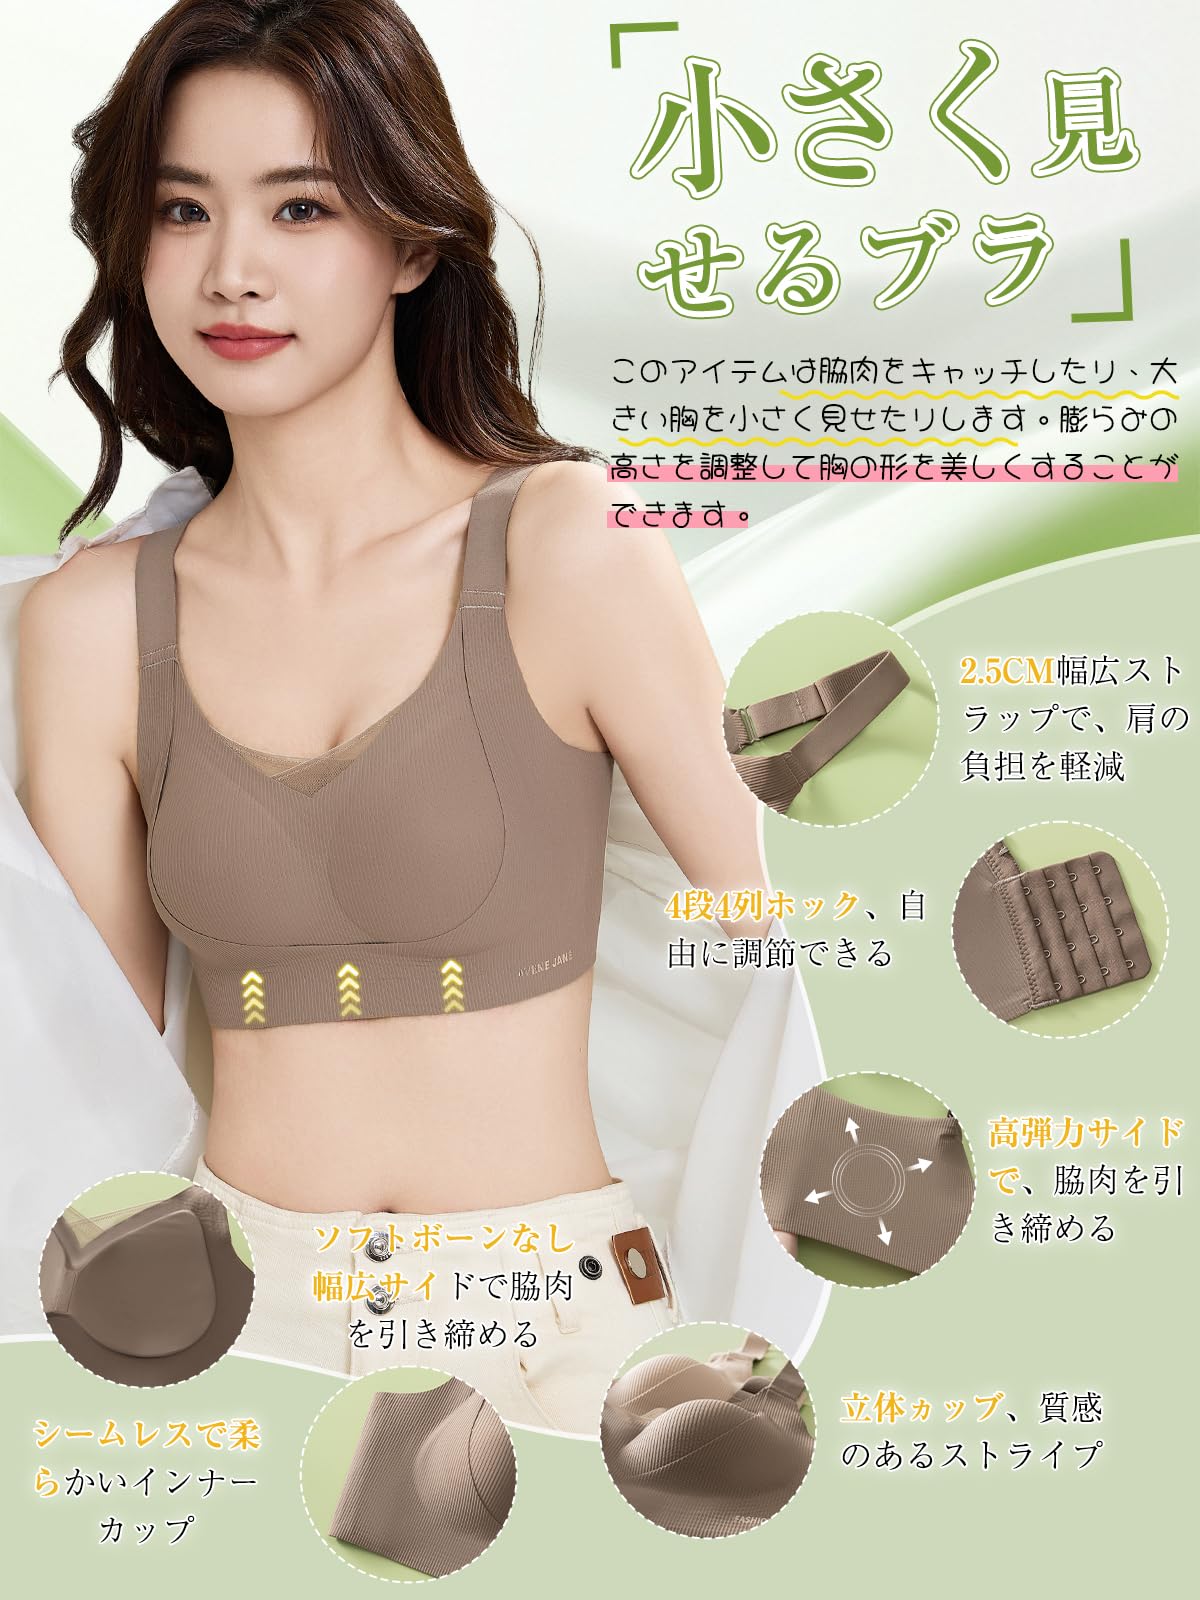 「小さく見
せるブラ」
このアイテムは脇肉をキャッチしたり、大
きい胸を小さく見せたりします。膨らみの
高さを調整して胸の形を美しくすることが
できます。
2.5CM幅広スト
ラップで、肩の
負担を軽減
4段4列ホック、自
由に調節できる
高弾力サイド
で、脇肉を引
き締める
ソフトボーンなし
幅広サイドで脇肉
を引き締める
立体ヵップ、質感
のあるストライプ
シームレスで柔
らかいインナー
カップ